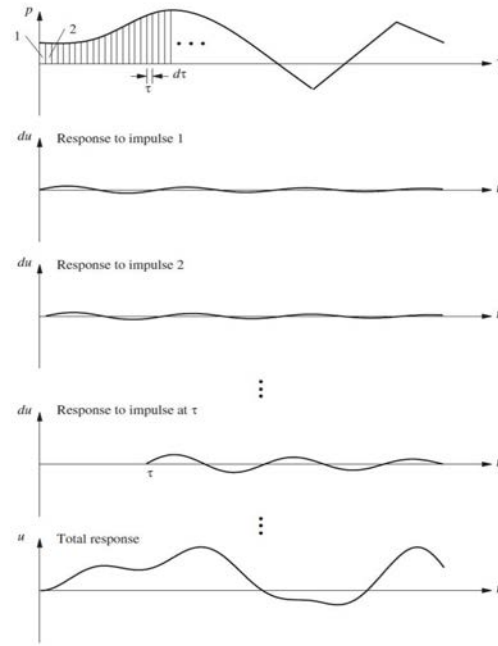 p
1
2
τ
dτ
τ
du
Response to impulse 1
t
du
Response to impulse 2
t
du
Response to impulse at τ
t
τ
u
Total response
t